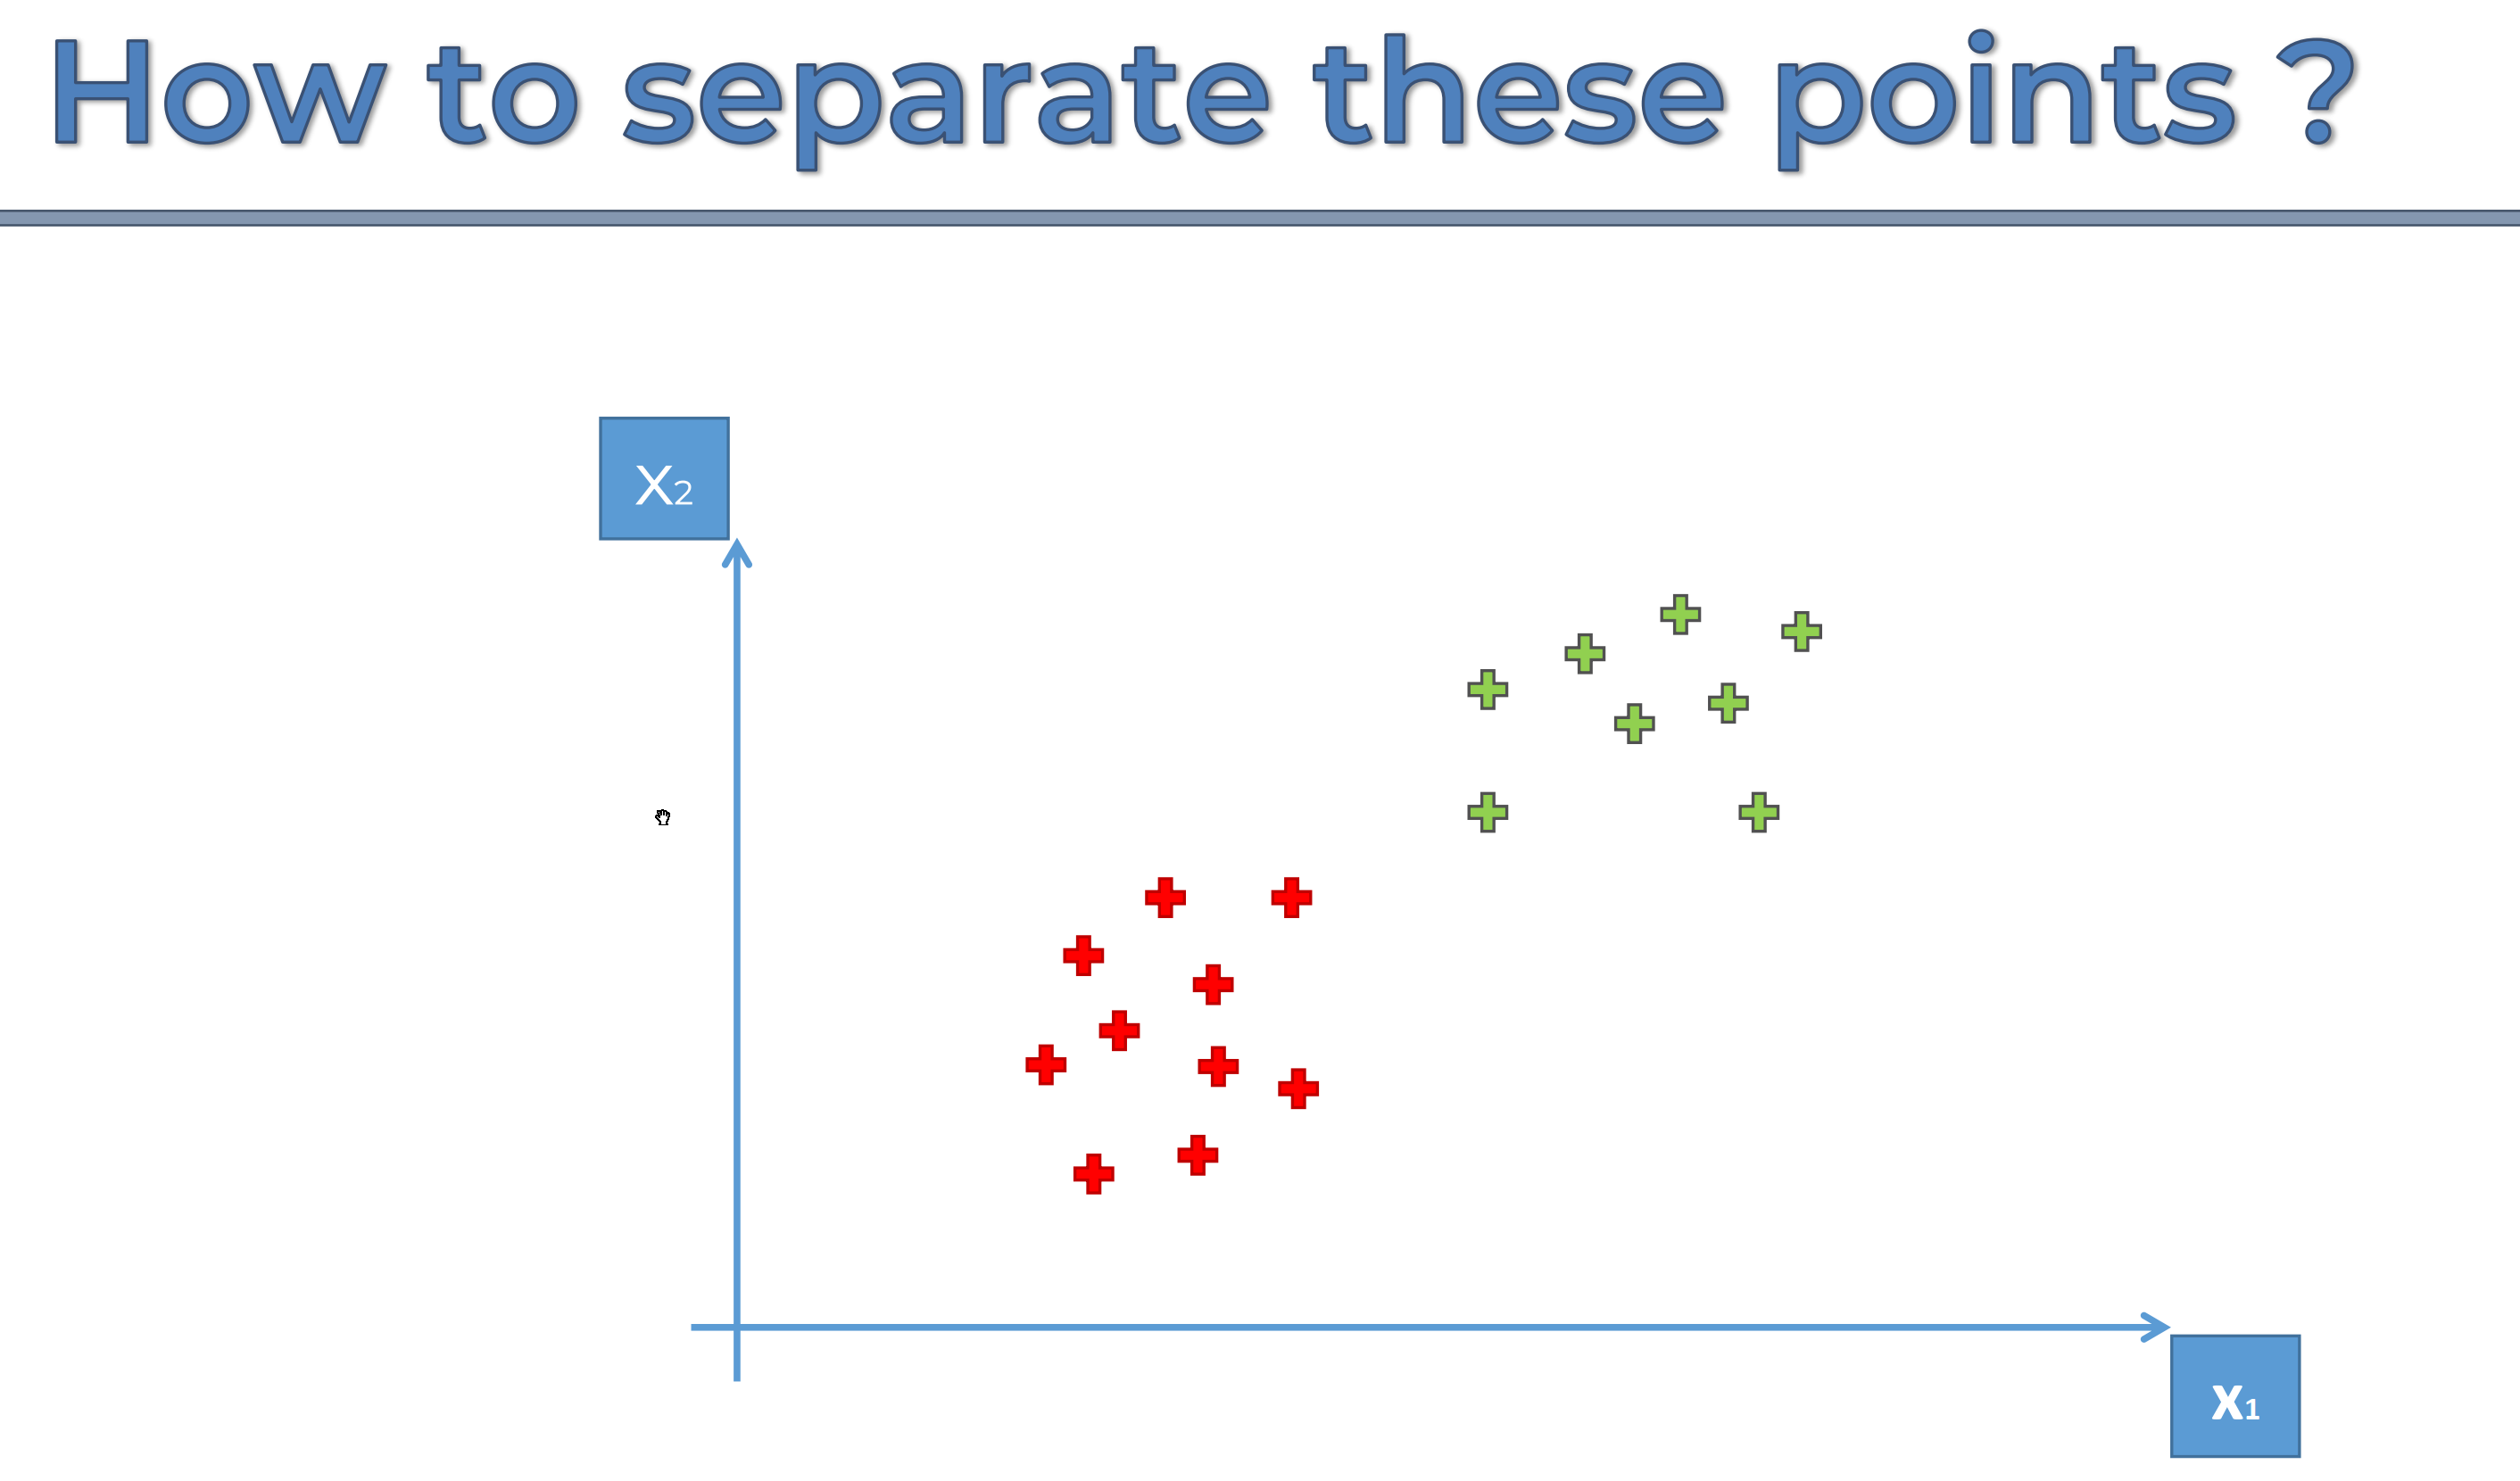 How to separate these points ?
X2
X1